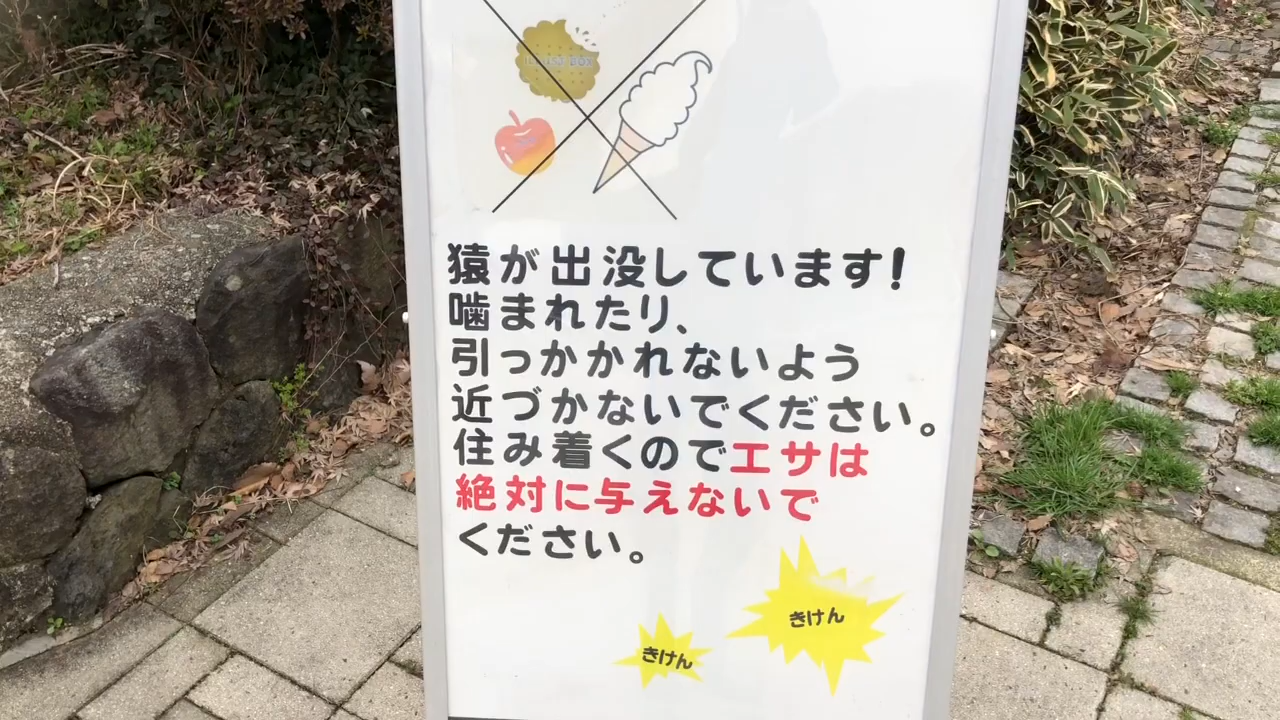 猿が出没しています!
噛まれたり、
引っかかれないよう
近づかないでください。
住み着くのでエサは
絶対に与えないで
ください。
きけん
きけん